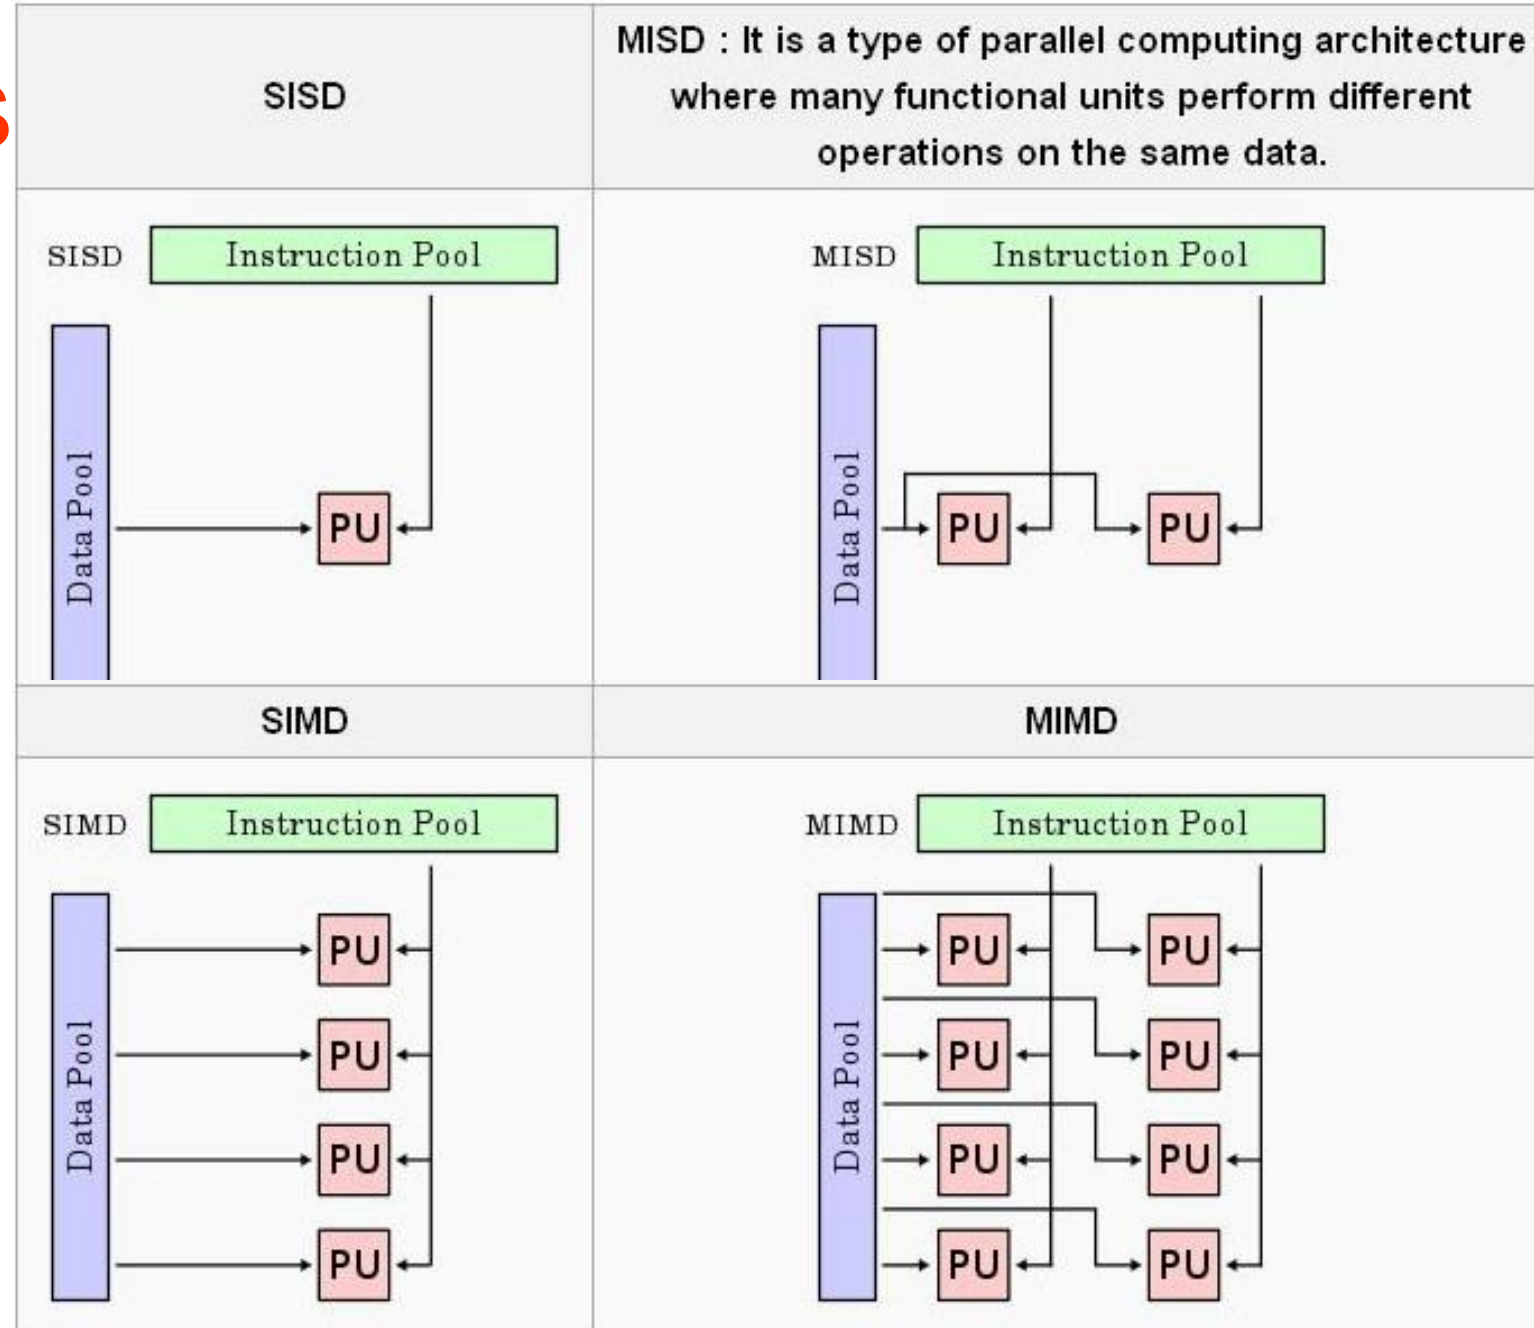 S
SISD
MISD : It is a type of parallel computing architecture
where many functional units perform different
operations on the same data.
SISD
Instruction Pool
Data Pool
PU
MISD
Instruction Pool
Data Pool
PU
PU
SIMD
MIMD
SIMD
Instruction Pool
Data Pool
PU
PU
PU
PU
MIMD
Instruction Pool
Data Pool
PU
PU
PU
PU
PU
PU
PU
PU